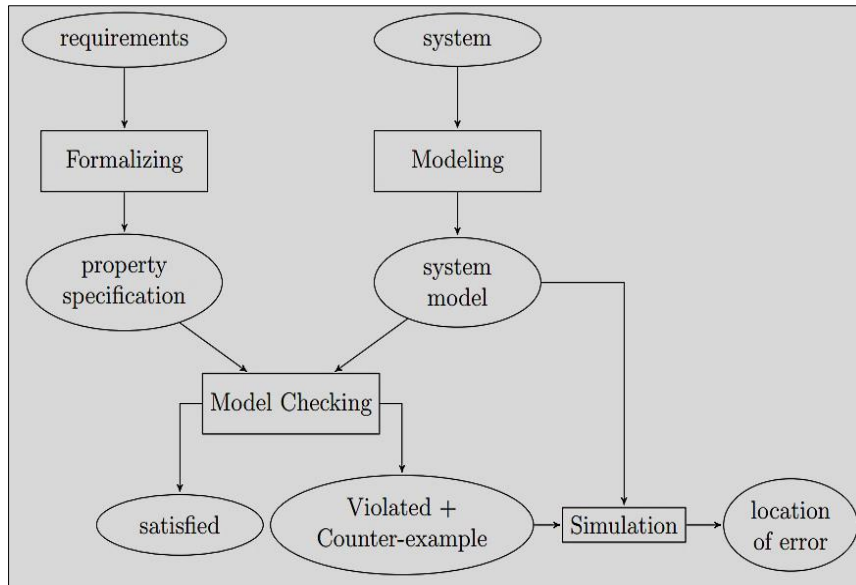 requirements
system
Formalizing
Modeling
property
specification
system
model
Model Checking
satisfied
Violated +
Counter-example
Simulation
location
of error